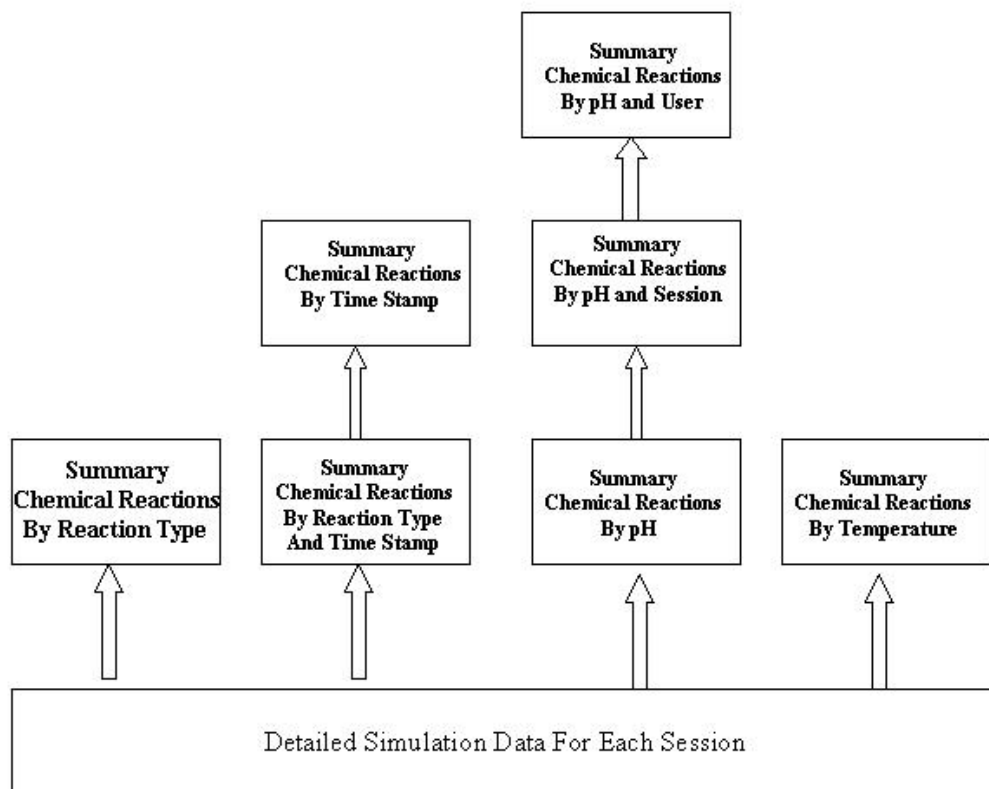 Summary
Chemical Reactions
By pH and User
Summary
Chemical Reactions
By Time Stamp
Summary
Chemical Reactions
By pH and Session
Summary
Chemical Reactions
By Reaction Type
Summary
Chemical Reactions
By Reaction Type
And Time Stamp
Summary
Chemical Reactions
By pH
Summary
Chemical Reactions
By Temperature
Detailed Simulation Data For Each Session